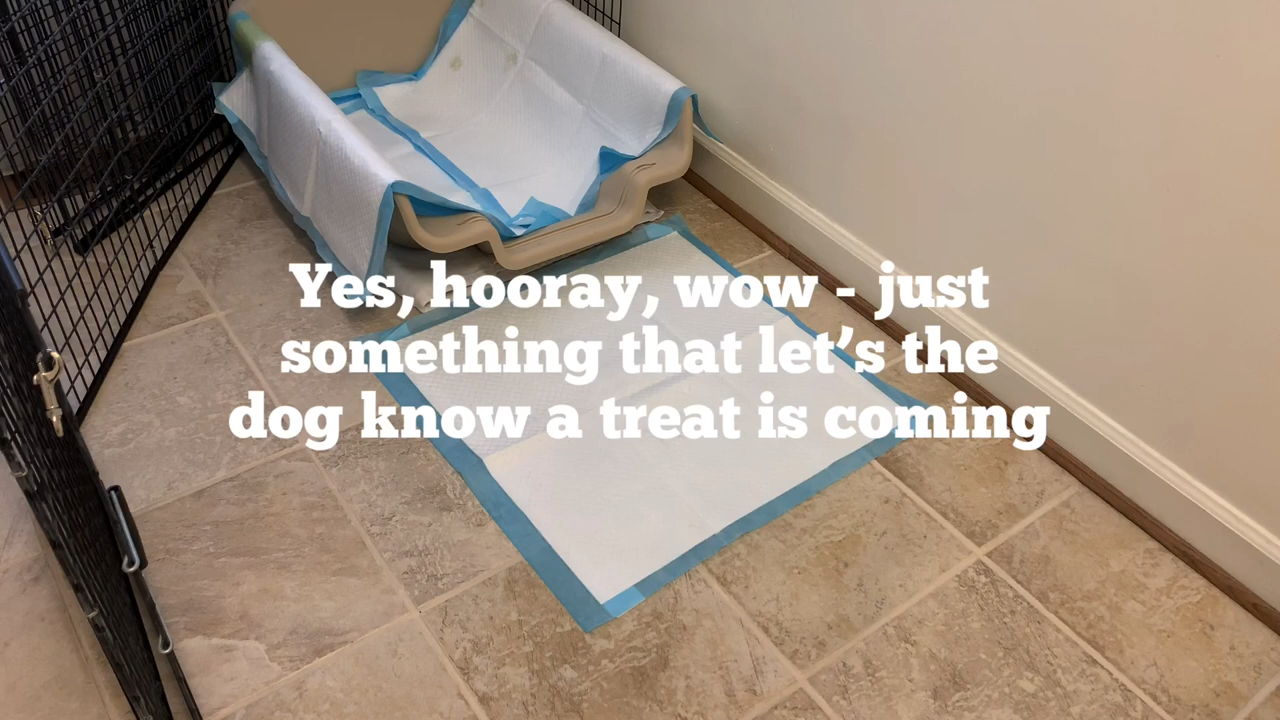 Yes, hooray, wow - just
something that let’s the
dog know a treat is coming